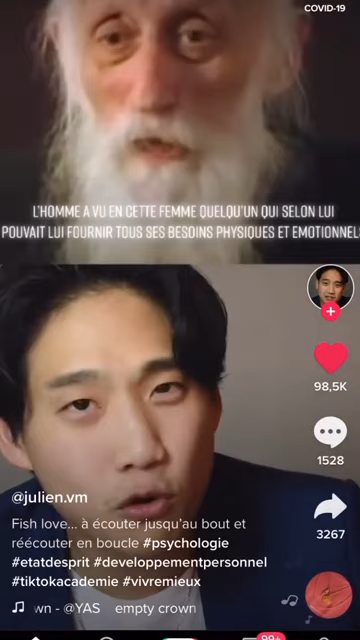 COVID-19
L'HOMME A VU EN CETTE FEMME QUELQU'UN QUI SELON LUI
POUVAIT LUI FOURNIR TOUS SES BESOINS PHYSIQUES ET EMOTIONNEL
98,5K
1528
3267
@julien.vm
Fish love... à écouter jusqu'au bout et
réécouter en boucle #psychologie
#etatdesprit #developpementpersonnel
#tiktokacademie #vivremieux
wn - @YAS empty crown
99+